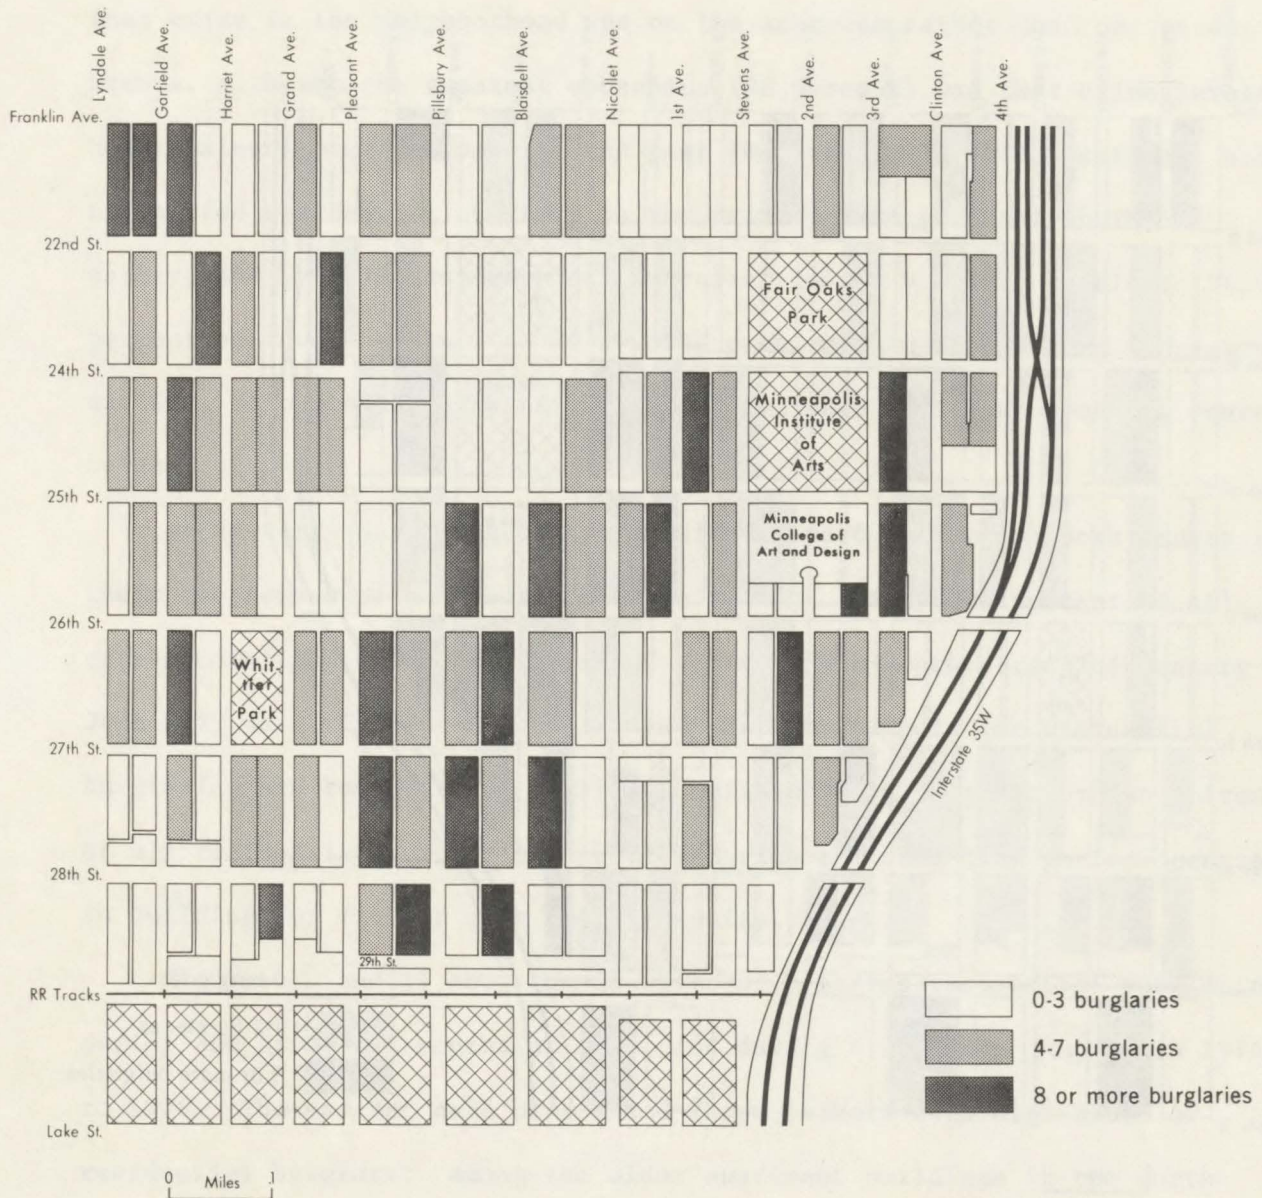 Lyndale Ave.
Garfield Ave.
Harriet Ave.
Grand Ave.
Pleasant Ave.
Pillsbury Ave.
Blaisdell Ave.
Nicollet Ave.
1st Ave.
Stevens Ave.
2nd Ave.
3rd Ave.
Clinton Ave.
4th Ave.
Franklin Ave.
22nd St.
Fair Oaks
Park
24th St.
Minneapolis
Institute
of
Arts
25th St.
Minneapolis
College of
Art and Design
26th St.
Whit-
tier
Park
27th St.
Interstate 35W
28th St.
29th St.
RR Tracks
0-3 burglaries
4-7 burglaries
8 or more burglaries
Lake St.
0 Miles .1